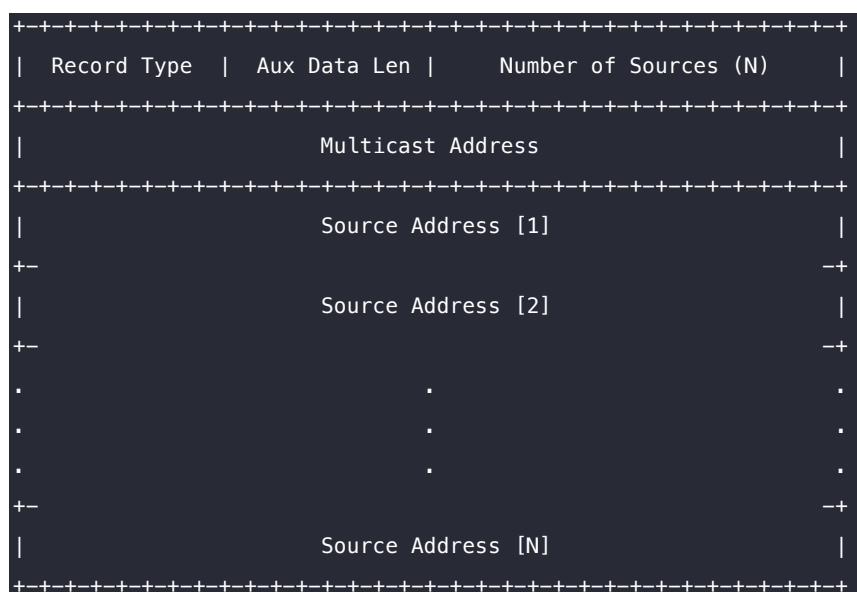 +-+-+-+-+-+-+-+-+-+-+-+-+-+-+-+-+-+-+-+-+-+-+-+-+-+-+-+-+-+-+-+-+
|  Record Type  |  Aux Data Len |     Number of Sources (N)     |
+-+-+-+-+-+-+-+-+-+-+-+-+-+-+-+-+-+-+-+-+-+-+-+-+-+-+-+-+-+-+-+-+
|                       Multicast Address                       |
+-+-+-+-+-+-+-+-+-+-+-+-+-+-+-+-+-+-+-+-+-+-+-+-+-+-+-+-+-+-+-+-+
|                       Source Address [1]                      |
+-                                                             -+
|                       Source Address [2]                      |
+-                                                             -+
.                               .                               .
.                               .                               .
.                               .                               .
+-                                                             -+
|                       Source Address [N]                      |
+-+-+-+-+-+-+-+-+-+-+-+-+-+-+-+-+-+-+-+-+-+-+-+-+-+-+-+-+-+-+-+-+